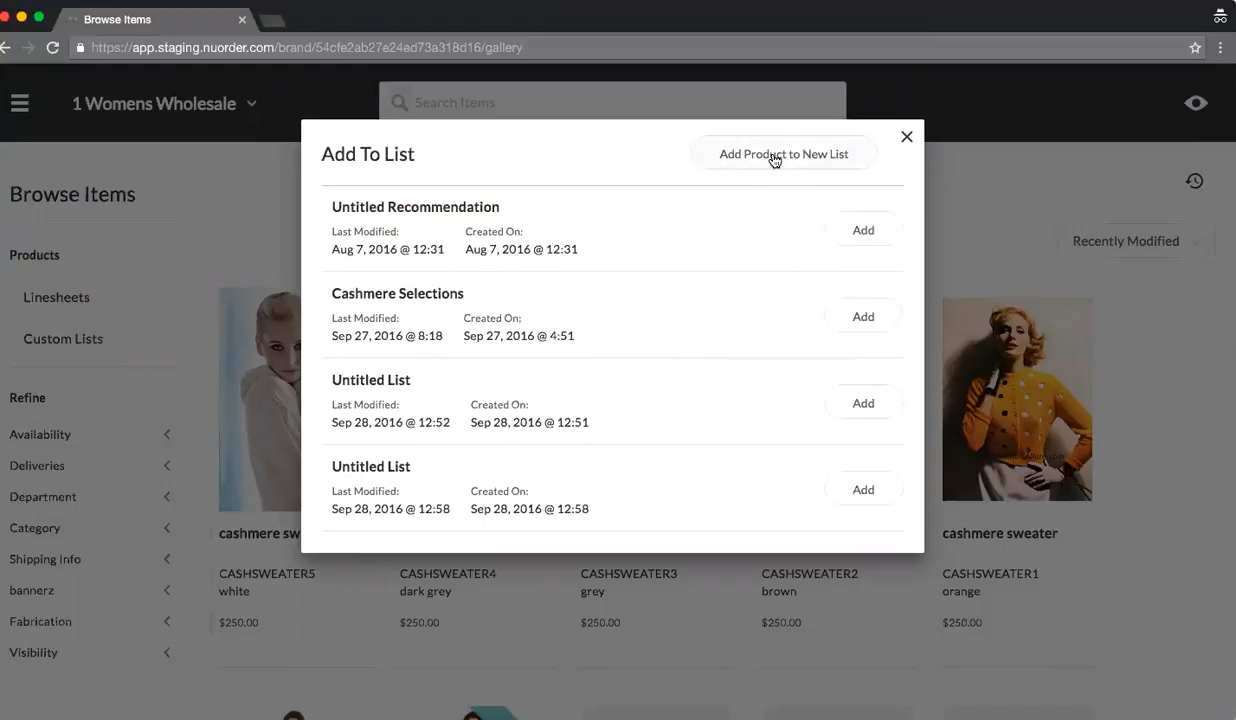 Browse Items
https://app.staging.nuorder.com/brand/54cfe2ab27e24ed73a318d16/gallery
1 Womens Wholesale
Search Items
Add To List
Add Product to New List
Untitled Recommendation
Last Modified: Created On:
Aug 7, 2016 @ 12:31 Aug 7, 2016 @ 12:31
Add
Cashmere Selections
Last Modified: Created On:
Sep 27, 2016 @ 8:18 Sep 27, 2016 @ 4:51
Add
Untitled List
Last Modified: Created On:
Sep 28, 2016 @ 12:52 Sep 28, 2016 @ 12:51
Add
Untitled List
Last Modified: Created On:
Sep 28, 2016 @ 12:58 Sep 28, 2016 @ 12:58
Add
Browse Items
Products
Linesheets
Custom Lists
Refine
Availability
Deliveries
Department
Category
Shipping Info
bannerz
Fabrication
Visibility
Recently Modified
cashmere sw
CASHSWEATER5
white
$250.00
CASHSWEATER4
dark grey
$250.00
CASHSWEATER3
grey
$250.00
CASHSWEATER2
brown
$250.00
cashmere sweater
CASHSWEATER1
orange
$250.00